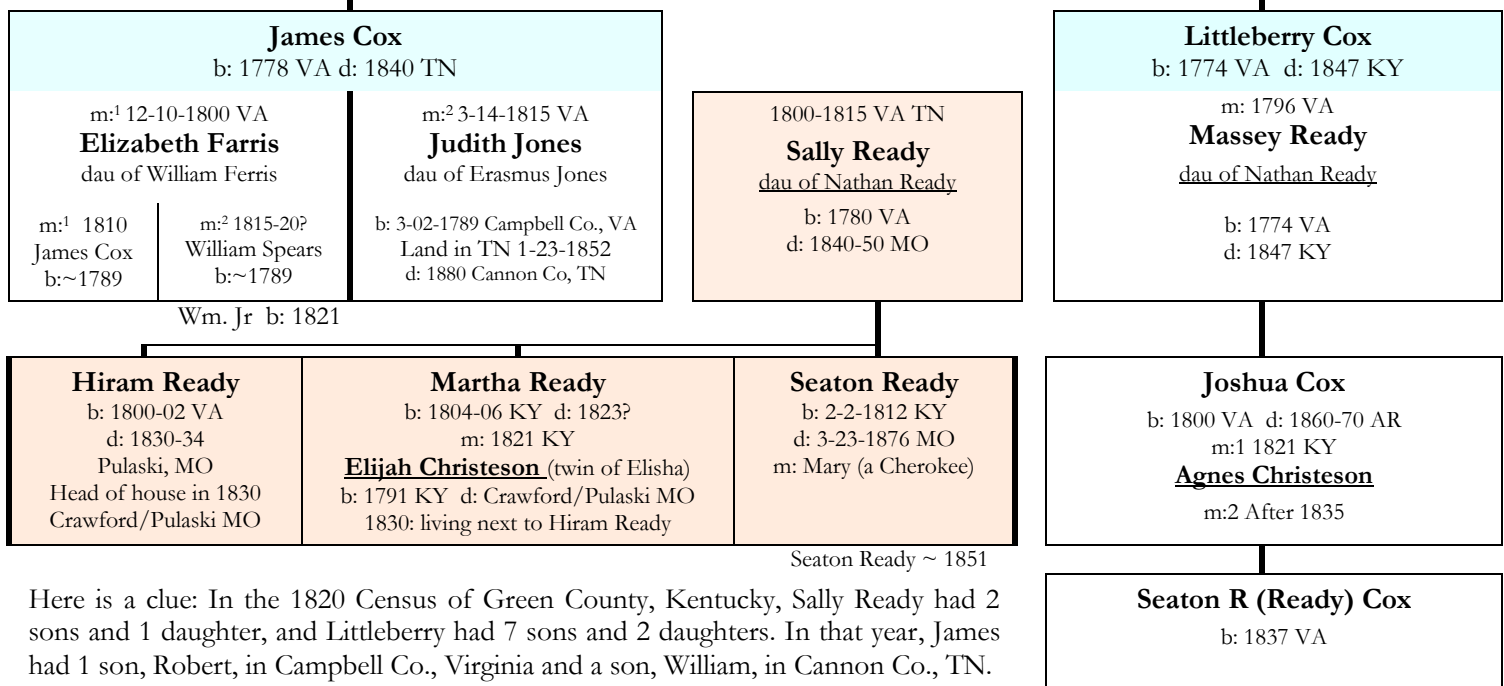 James Cox
b: 1778 VA d: 1840 TN
m:¹ 12-10-1800 VA
Elizabeth Farris
dau of William Ferris
m:¹ 1810
James Cox
b:~1789
m:² 1815-20?
William Spears
b:~1789
m:² 3-14-1815 VA
Judith Jones
dau of Erasmus Jones
b: 3-02-1789 Campbell Co., VA
Land in TN 1-23-1852
d: 1880 Cannon Co, TN
Wm. Jr b: 1821
1800-1815 VA TN
Sally Ready
dau of Nathan Ready
b: 1780 VA
d: 1840-50 MO
Littleberry Cox
b: 1774 VA d: 1847 KY
m: 1796 VA
Massey Ready
dau of Nathan Ready
b: 1774 VA
d: 1847 KY
Hiram Ready
b: 1800-02 VA
d: 1830-34
Pulaski, MO
Head of house in 1830
Crawford/Pulaski MO
Martha Ready
b: 1804-06 KY d: 1823?
m: 1821 KY
Elijah Christeson (twin of Elisha)
b: 1791 KY d: Crawford/Pulaski MO
1830: living next to Hiram Ready
Seaton Ready
b: 2-2-1812 KY
d: 3-23-1876 MO
m: Mary (a Cherokee)
Seaton Ready ~ 1851
Joshua Cox
b: 1800 VA d: 1860-70 AR
m:1 1821 KY
Agnes Christeson
m:2 After 1835
Seaton R (Ready) Cox
b: 1837 VA
Here is a clue: In the 1820 Census of Green County, Kentucky, Sally Ready had 2
sons and 1 daughter, and Littleberry had 7 sons and 2 daughters. In that year, James
had 1 son, Robert, in Campbell Co., Virginia and a son, William, in Cannon Co., TN.